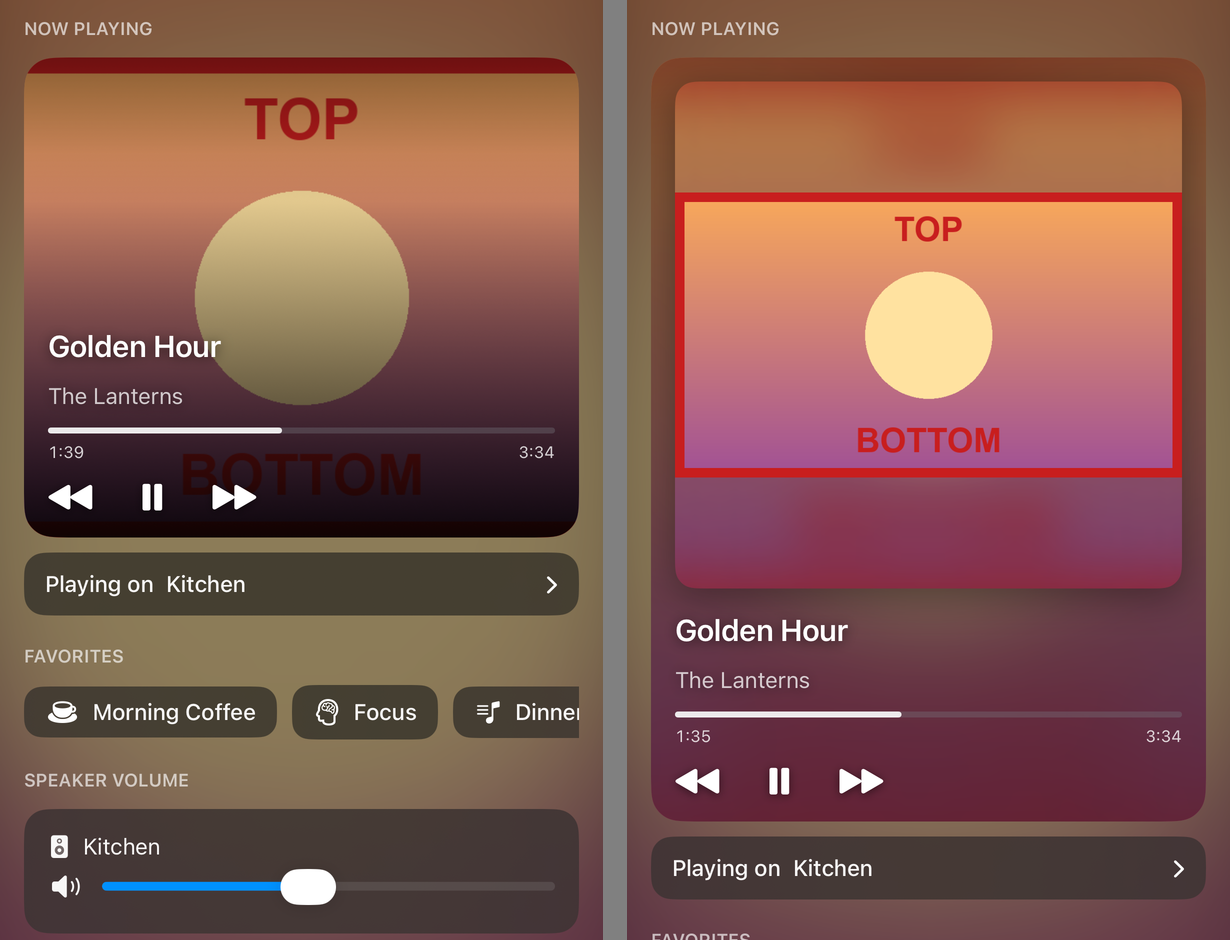 NOW PLAYING
TOP
Golden Hour
The Lanterns
1:39 3:34
BOTTOM
Playing on Kitchen
FAVORITES
Morning Coffee Focus Dinner
SPEAKER VOLUME
Kitchen
NOW PLAYING
TOP
BOTTOM
Golden Hour
The Lanterns
1:35 3:34
Playing on Kitchen
FAVORITES